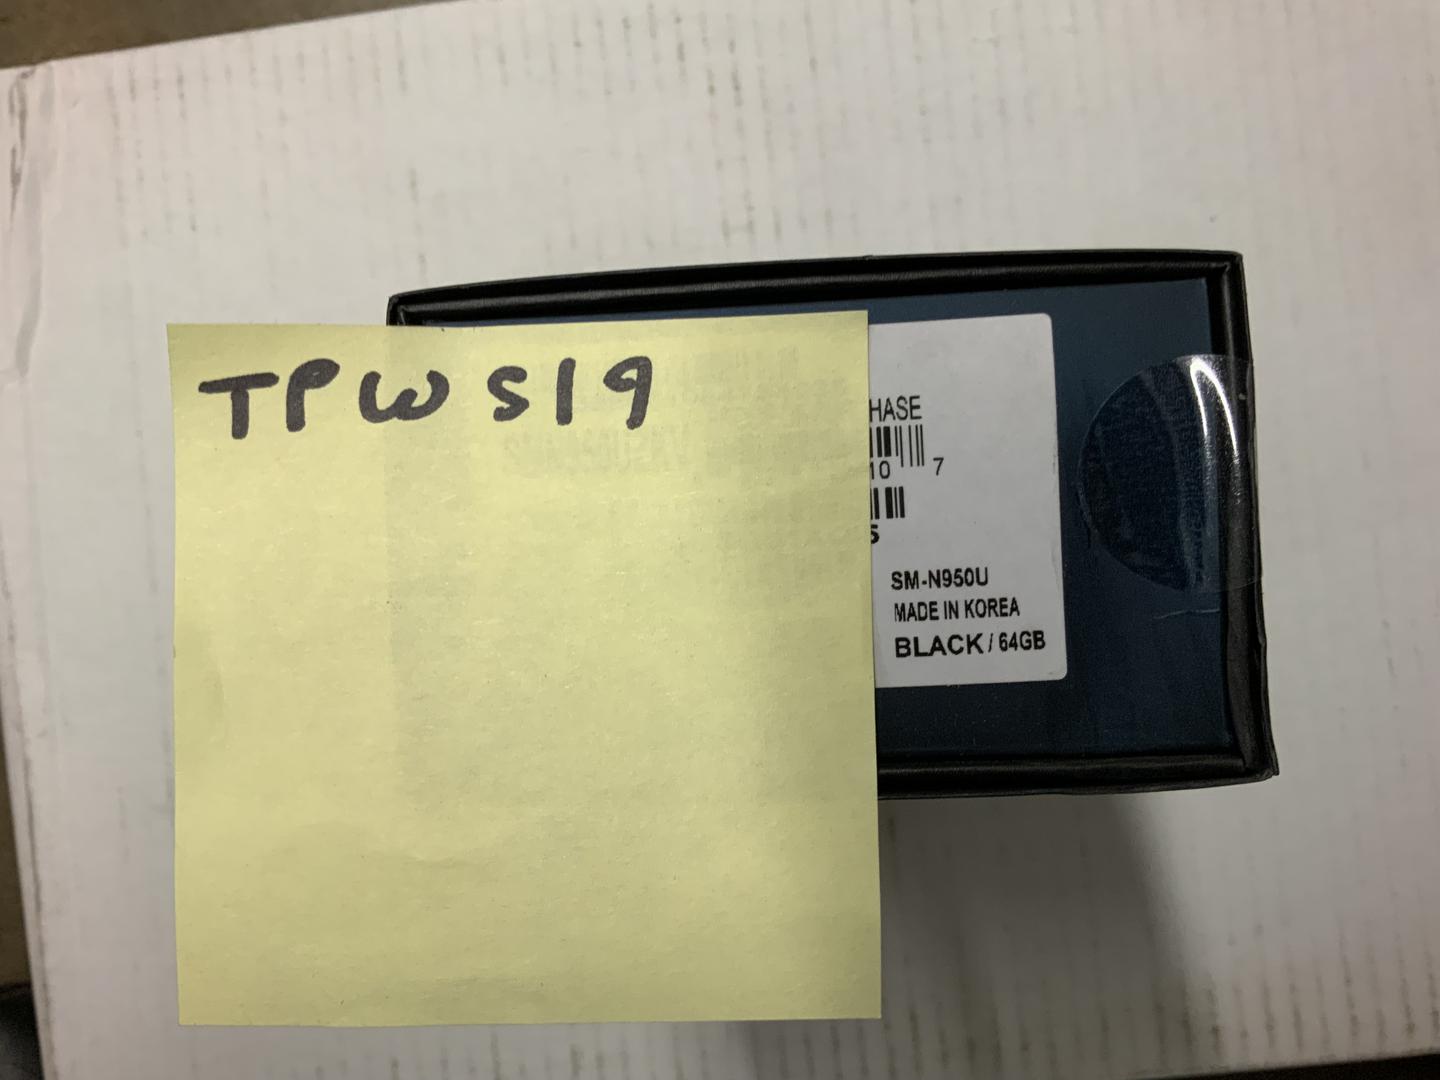 TPWS19
HASE
10 7
S
SM-N950U
MADE IN KOREA
BLACK / 64GB